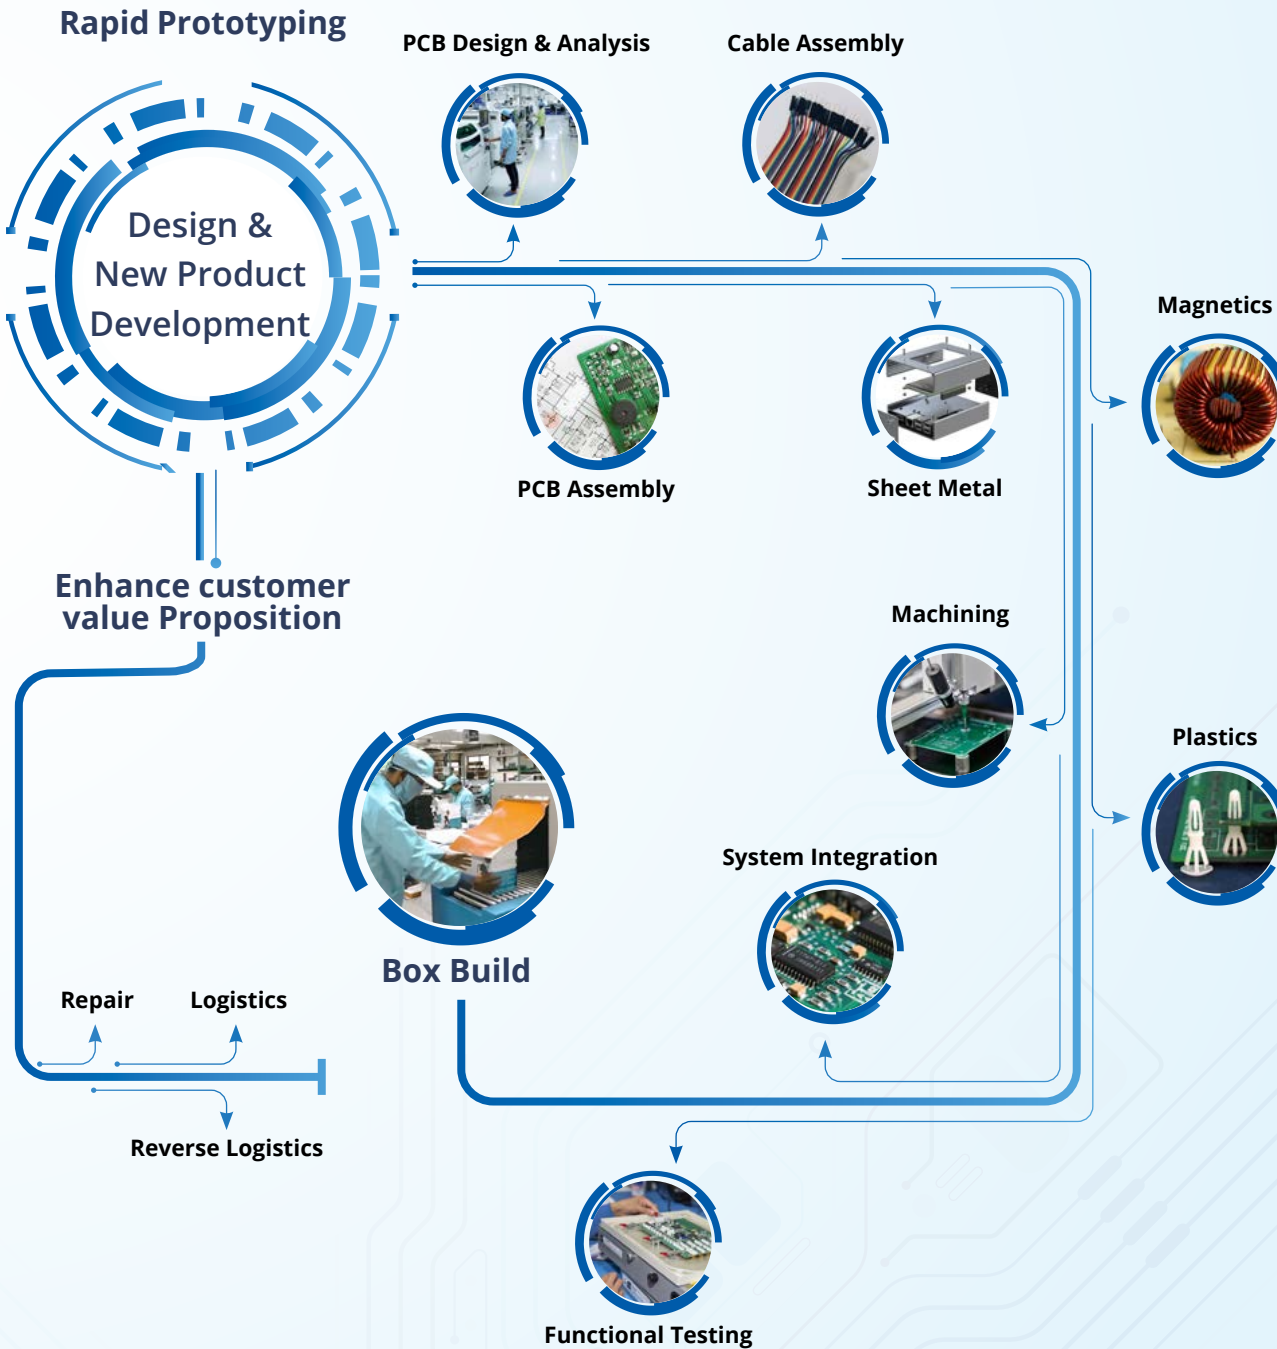 Rapid Prototyping
PCB Design & Analysis
Cable Assembly
Design &
New Product
Development
Magnetics
PCB Assembly
Sheet Metal
Enhance customer
value Proposition
Machining
Plastics
System Integration
Box Build
Repair
Logistics
Reverse Logistics
Functional Testing